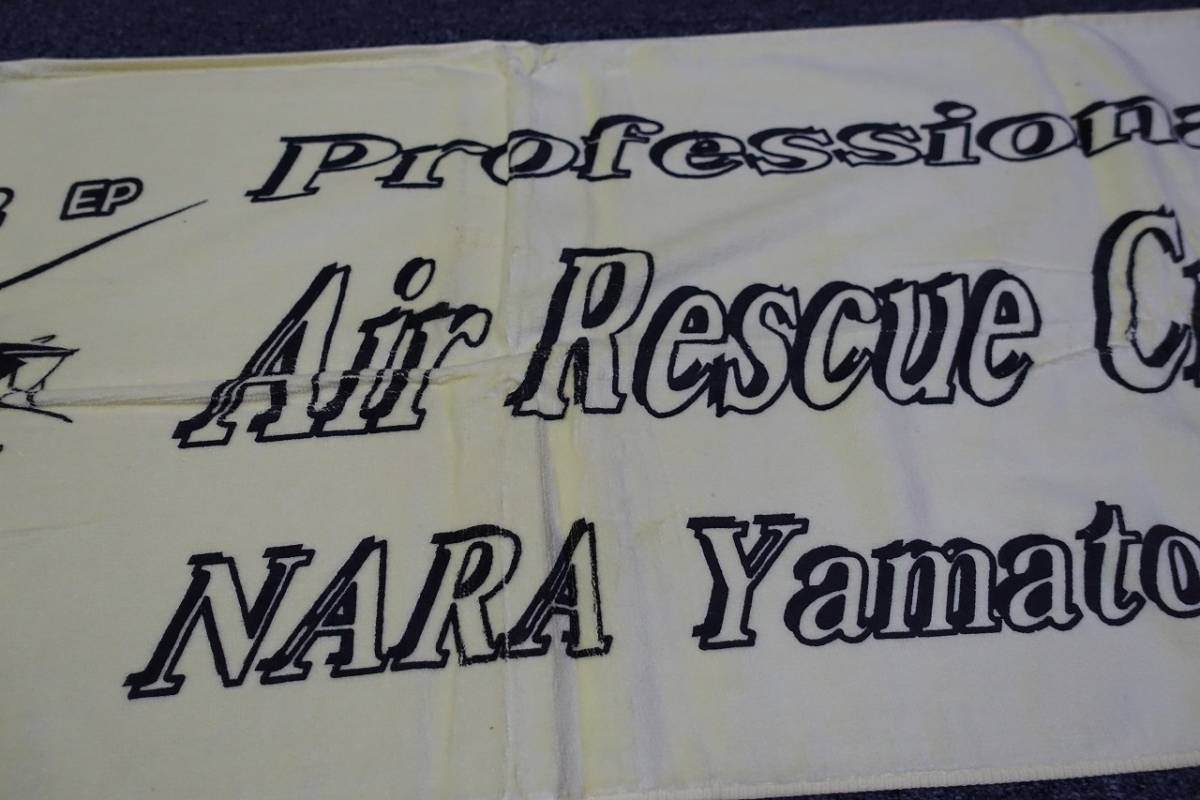 EP
Professiona
Air Rescue C
NARA Yamato